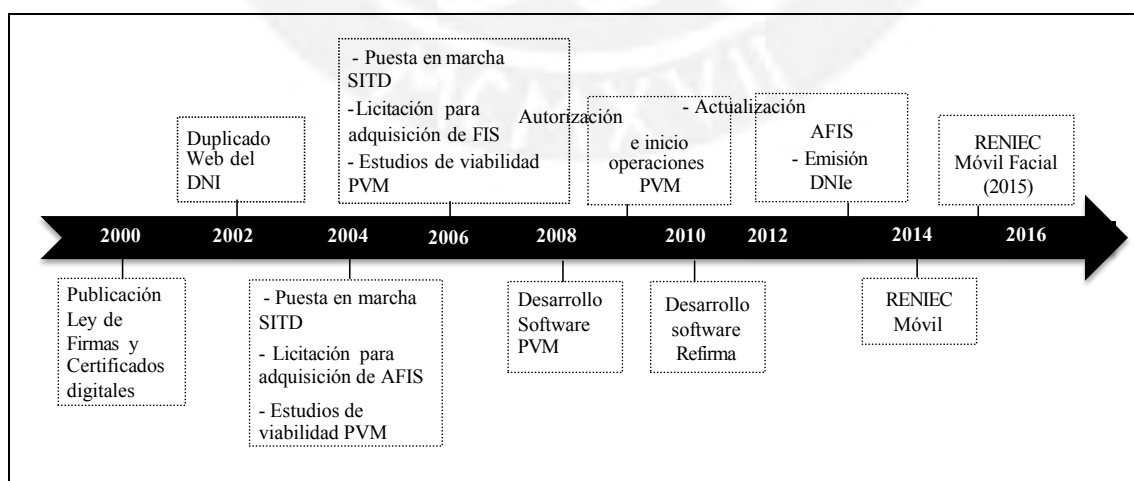 - Puesta en marcha
SITD
-Licitación para
adquisición de FIS
- Estudios de viabilidad
PVM
Duplicado
Web del
DNI
Autorización
e inicio
operaciones
PVM
- Actualización
AFIS
- Emisión
DNIe
RENIEC
Móvil Facial
(2015)
2000 2002 2004 2006 2008 2010 2012 2014 2016
Publicación
Ley de
Firmas y
Certificados
digitales
- Puesta en marcha
SITD
- Licitación para
adquisición de AFIS
- Estudios de
viabilidad PVM
Desarrollo
Software
PVM
Desarrollo
software
Refirma
RENIEC
Móvil